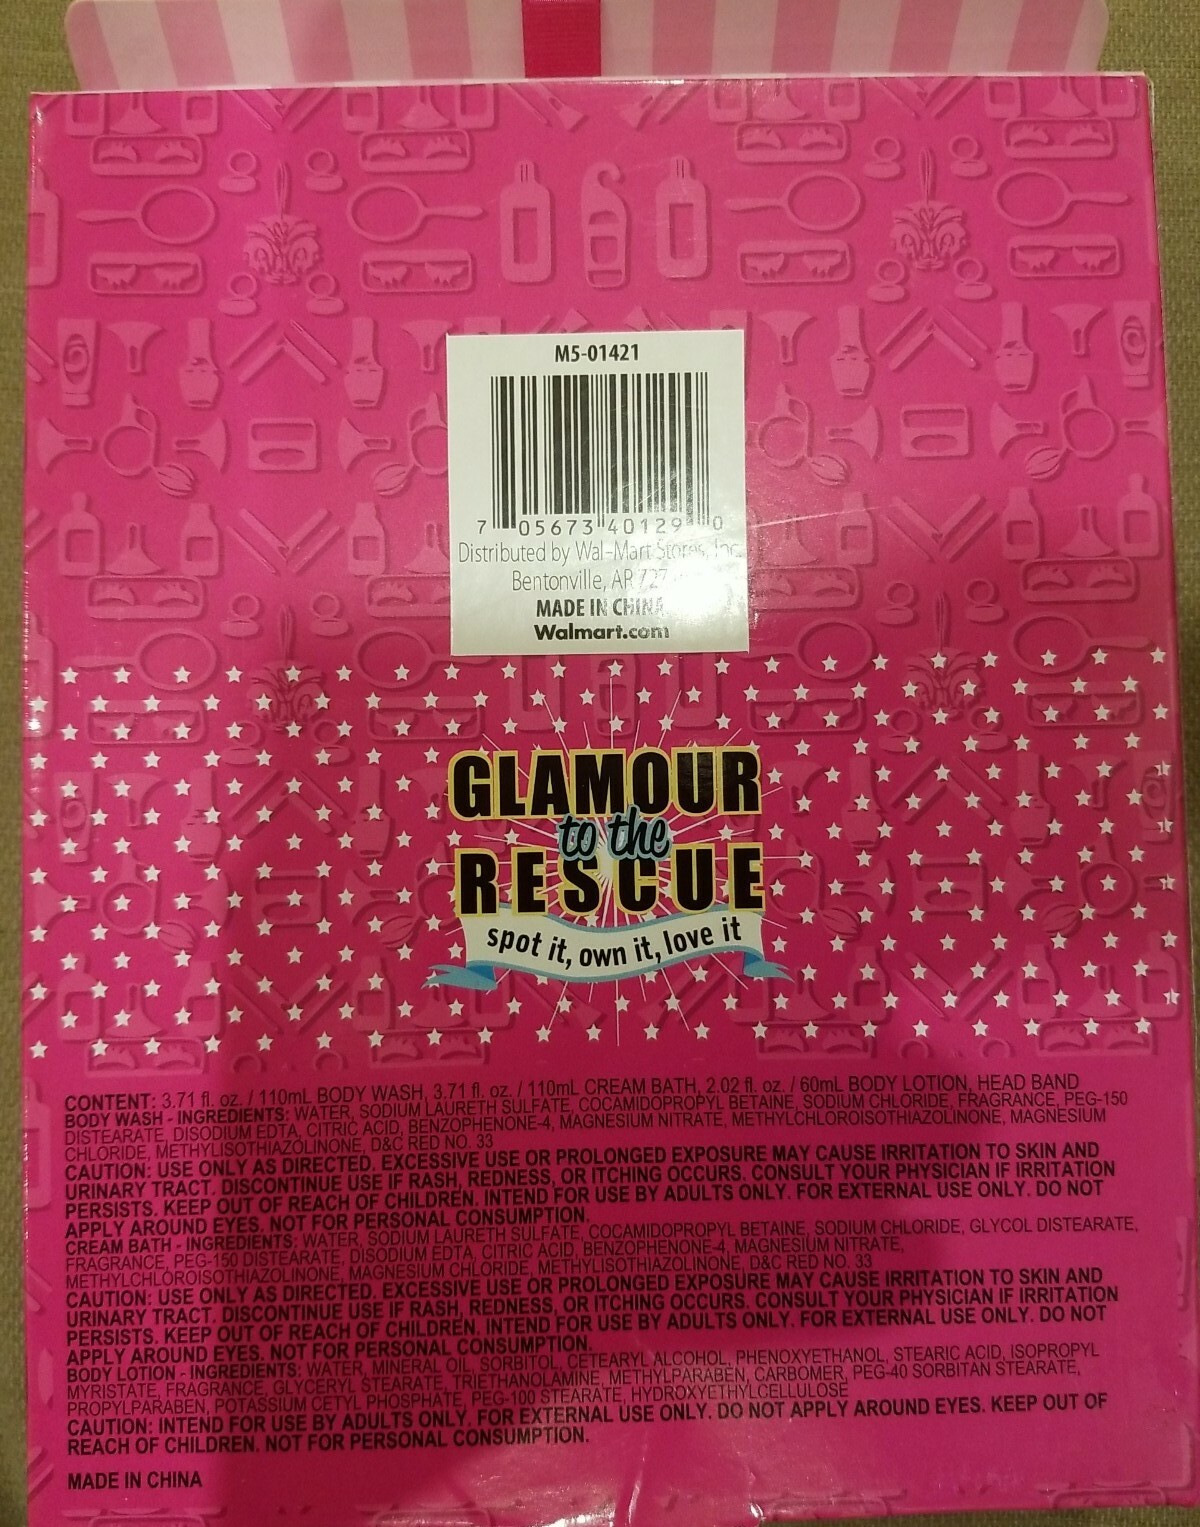 M5-01421
7 05673 40129 0
Distributed by Wal-Mart Stores, Inc.
Bentonville, AR
MADE IN CHINA
Walmart.com
GLAMOUR
to the
RESCUE
spot it, own it, love it
CONTENT: 3.71 fl. oz. / 110mL BODY WASH, 3.71 fl. oz. / 110mL CREAM BATH, 2.02 fl. oz. / 60mL BODY LOTION, HEAD BAND
BODY WASH - INGREDIENTS: WATER, SODIUM LAURETH SULFATE, COCAMIDOPROPYL BETAINE, SODIUM CHLORIDE, FRAGRANCE, PEG-150
DISTEARATE, DISODIUM EDTA, CITRIC ACID, BENZOPHENONE-4, MAGNESIUM NITRATE, METHYLCHLOROISOTHIAZOLINONE, MAGNESIUM
CHLORIDE, METHYLISOTHIAZOLINONE, D&C RED NO. 33
CAUTION: USE ONLY AS DIRECTED. EXCESSIVE USE OR PROLONGED EXPOSURE MAY CAUSE IRRITATION TO SKIN AND
URINARY TRACT. DISCONTINUE USE IF RASH, REDNESS, OR ITCHING OCCURS. CONSULT YOUR PHYSICIAN IF IRRITATION
PERSISTS. KEEP OUT OF REACH OF CHILDREN. INTEND FOR USE BY ADULTS ONLY. FOR EXTERNAL USE ONLY. DO NOT
APPLY AROUND EYES. NOT FOR PERSONAL CONSUMPTION.
CREAM BATH - INGREDIENTS: WATER, SODIUM LAURETH SULFATE, COCAMIDOPROPYL BETAINE, SODIUM CHLORIDE, GLYCOL DISTEARATE,
FRAGRANCE, PEG-150 DISTEARATE, DISODIUM EDTA, CITRIC ACID, BENZOPHENONE-4, MAGNESIUM NITRATE,
METHYLCHLOROISOTHIAZOLINONE, MAGNESIUM CHLORIDE, METHYLISOTHIAZOLINONE, D&C RED NO. 33
CAUTION: USE ONLY AS DIRECTED. EXCESSIVE USE OR PROLONGED EXPOSURE MAY CAUSE IRRITATION TO SKIN AND
URINARY TRACT. DISCONTINUE USE IF RASH, REDNESS, OR ITCHING OCCURS. CONSULT YOUR PHYSICIAN IF IRRITATION
PERSISTS. KEEP OUT OF REACH OF CHILDREN. INTEND FOR USE BY ADULTS ONLY. FOR EXTERNAL USE ONLY. DO NOT
APPLY AROUND EYES. NOT FOR PERSONAL CONSUMPTION.
BODY LOTION - INGREDIENTS: WATER, MINERAL OIL, SORBITOL, CETEARYL ALCOHOL, PHENOXYETHANOL, STEARIC ACID, ISOPROPYL
MYRISTATE, FRAGRANCE, GLYCERYL STEARATE, TRIETHANOLAMINE, METHYLPARABEN, CARBOMER, PEG-40 SORBITAN STEARATE,
PROPYLPARABEN, POTASSIUM CETYL PHOSPHATE, PEG-100 STEARATE, HYDROXYETHYLCELLULOSE
CAUTION: INTEND FOR USE BY ADULTS ONLY. FOR EXTERNAL USE ONLY. DO NOT APPLY AROUND EYES. KEEP OUT OF
REACH OF CHILDREN. NOT FOR PERSONAL CONSUMPTION.
MADE IN CHINA